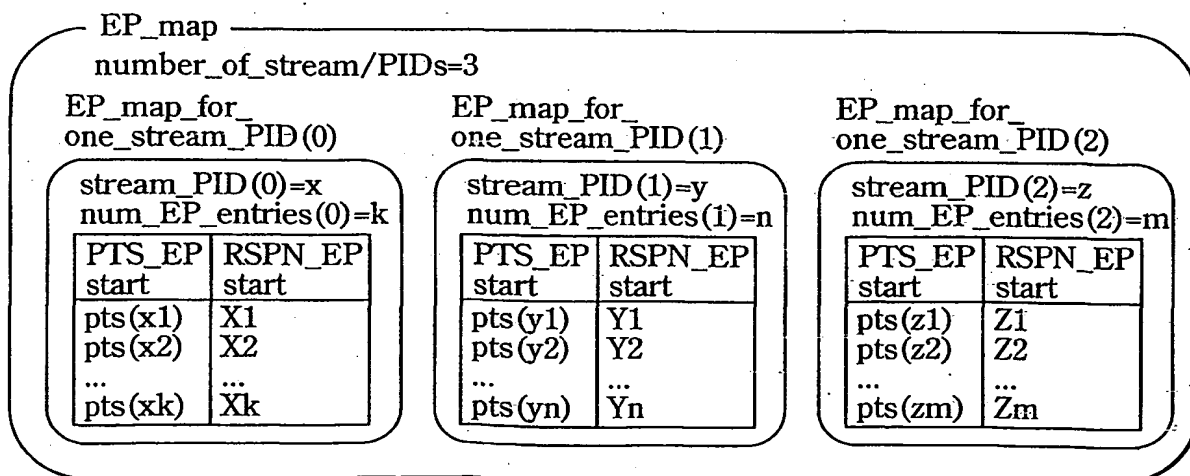 EP_map
number_of_stream/PIDs=3
EP_map_for_
one_stream_PID(0)
stream_PID(0)=x
num_EP_entries(0)=k
PTS_EP RSPN_EP
start start
pts(x1) X1
pts(x2) X2
... ...
pts(xk) Xk
EP_map_for_
one_stream_PID(1)
stream_PID(1)=y
num_EP_entries(1)=n
PTS_EP RSPN_EP
start start
pts(y1) Y1
pts(y2) Y2
... ...
pts(yn) Yn
EP_map_for_
one_stream_PID(2)
stream_PID(2)=z
num_EP_entries(2)=m
PTS_EP RSPN_EP
start start
pts(z1) Z1
pts(z2) Z2
... ...
pts(zm) Zm